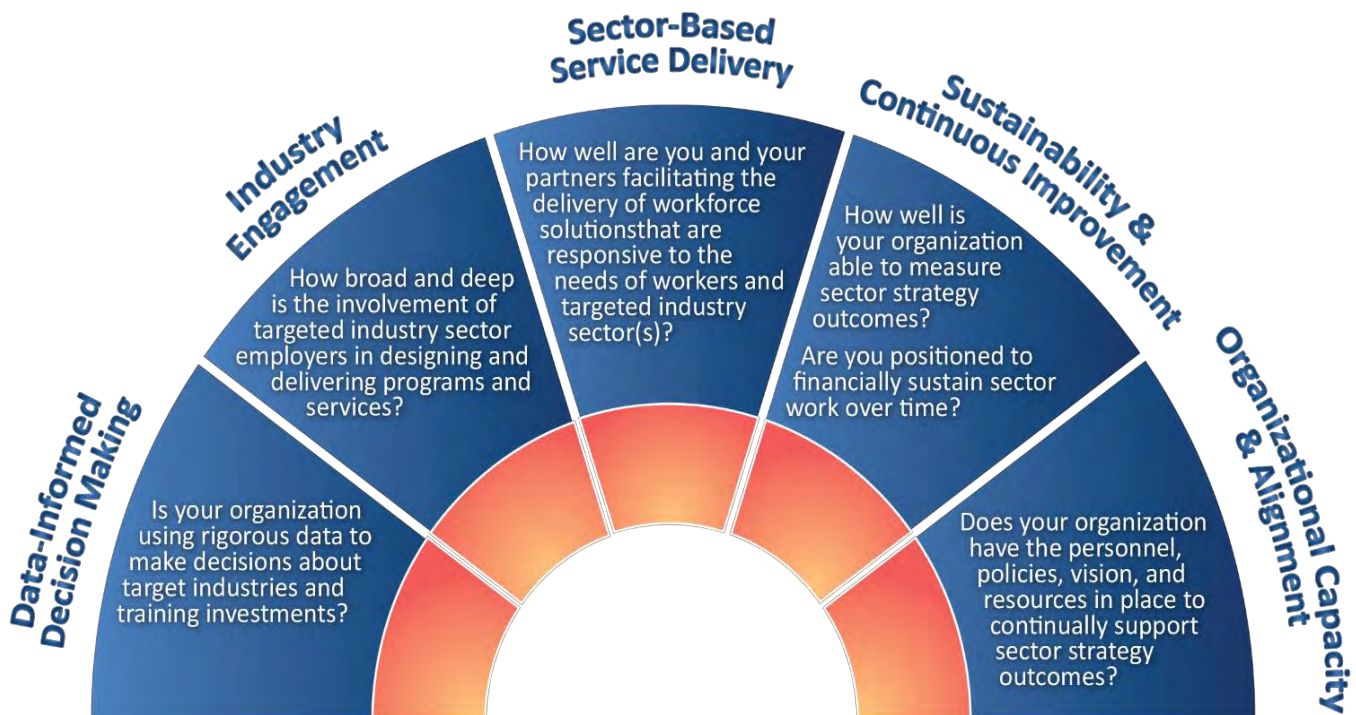 Data-Informed
Decision Making
Is your organization
using rigorous data to
make decisions about
target industries and
training investments?
Industry
Engagement
How broad and deep
is the involvement of
targeted industry sector
employers in designing and
delivering programs and
services?
Sector-Based
Service Delivery
How well are you and your
partners facilitating the
delivery of workforce
solutionsthat are
responsive to the
needs of workers and
targeted industry
sector(s)?
Sustainability &
Continuous Improvement
How well is
your organization
able to measure
sector strategy
outcomes?
Are you positioned to
financially sustain sector
work over time?
Organizational Capacity
& Alignment
Does your organization
have the personnel,
policies, vision, and
resources in place to
continually support
sector strategy
outcomes?